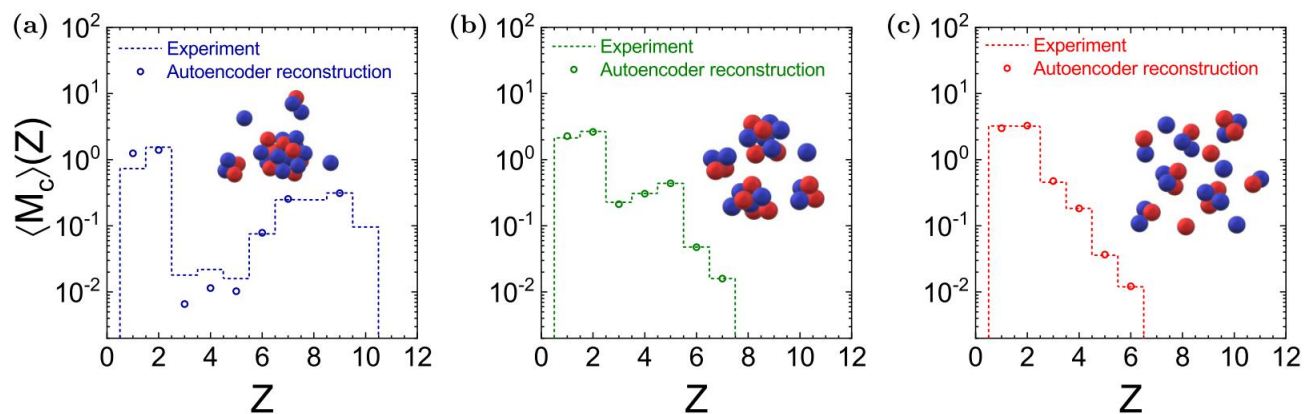 (a)
10²
10¹
10⁰
10⁻¹
10⁻²
⟨M_c⟩(Z)
Experiment
Autoencoder reconstruction
0 2 4 6 8 10 12
Z
(b)
10²
10¹
10⁰
10⁻¹
10⁻²
Experiment
Autoencoder reconstruction
0 2 4 6 8 10 12
Z
(c)
10²
10¹
10⁰
10⁻¹
10⁻²
Experiment
Autoencoder reconstruction
0 2 4 6 8 10 12
Z